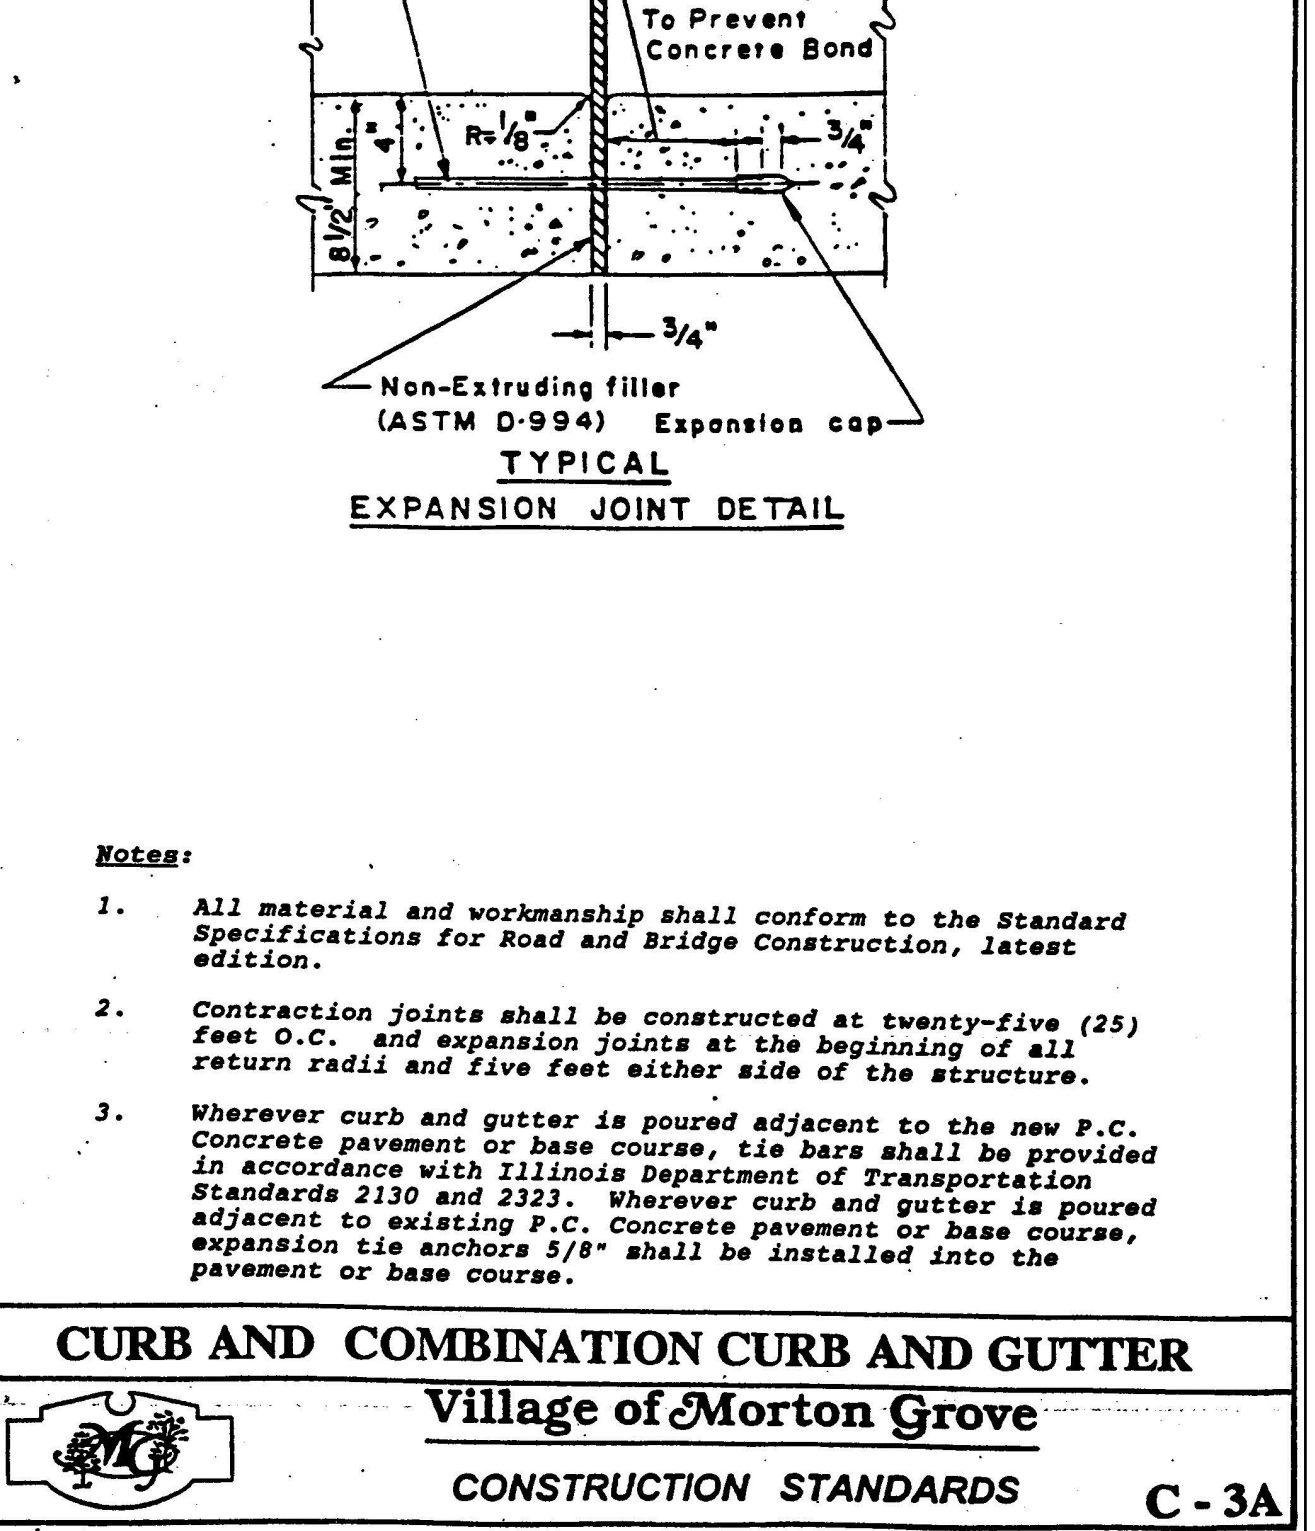 To Prevent
Concrete Bond
R=1/8"
3/4"
4"
8 1/2" Min.
3/4"
Non-Extruding filler
(ASTM D-994) Expansion cap
TYPICAL
EXPANSION JOINT DETAIL
Notes:
1. All material and workmanship shall conform to the Standard
Specifications for Road and Bridge Construction, latest
edition.
2. Contraction joints shall be constructed at twenty-five (25)
feet O.C. and expansion joints at the beginning of all
return radii and five feet either side of the structure.
3. Wherever curb and gutter is poured adjacent to the new P.C.
Concrete pavement or base course, tie bars shall be provided
in accordance with Illinois Department of Transportation
Standards 2130 and 2323. Wherever curb and gutter is poured
adjacent to existing P.C. Concrete pavement or base course,
expansion tie anchors 5/8" shall be installed into the
pavement or base course.
CURB AND COMBINATION CURB AND GUTTER
MG
Village of Morton Grove
CONSTRUCTION STANDARDS
C - 3A